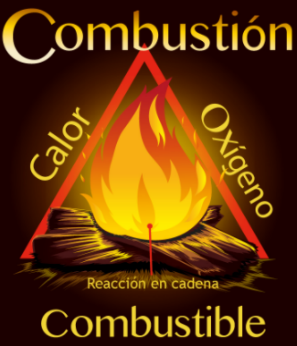 Combustión
Calor
Oxígeno
Reacción en cadena
Combustible